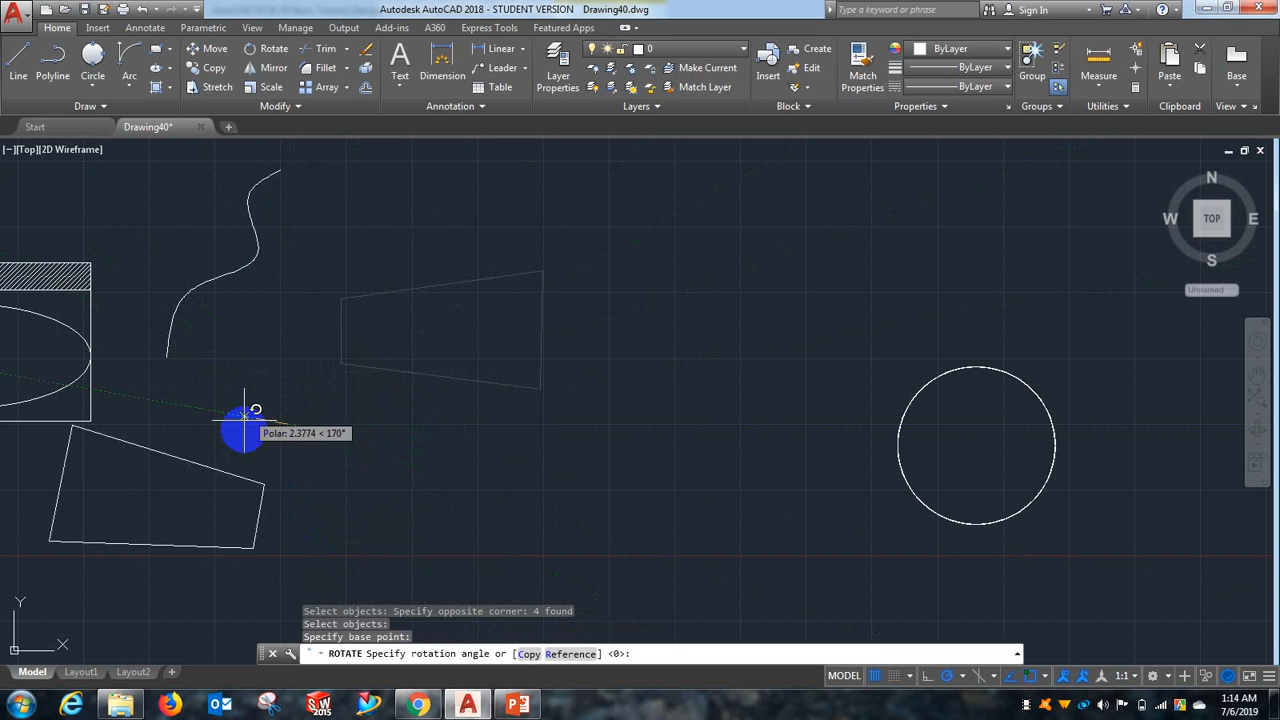 Autodesk AutoCAD 2018 - STUDENT VERSION Drawing40.dwg
Type a keyword or phrase
Sign In
Home Insert Annotate Parametric View Manage Output Add-ins A360 Express Tools Featured Apps
Line Polyline Circle Arc
Move Rotate Trim
Copy Mirror Fillet
Stretch Scale Array
Text Dimension
Linear
Leader
Table
Layer
Properties
0
Make Current
Match Layer
Insert
Create
Edit
Match
Properties
ByLayer
ByLayer
ByLayer
Group
Measure
Paste
Base
Draw Modify Annotation Layers Block Properties Groups Utilities Clipboard View
Start Drawing40*
[−][Top][2D Wireframe]
N
W TOP E
S
Unnamed
Polar: 2.3774 < 170°
Y
X
Select objects: Specify opposite corner: 4 found
Select objects:
Specify base point:
ROTATE Specify rotation angle or [Copy Reference] <0>:
Model Layout1 Layout2
MODEL 1:1
2015
1:14 AM
7/6/2019